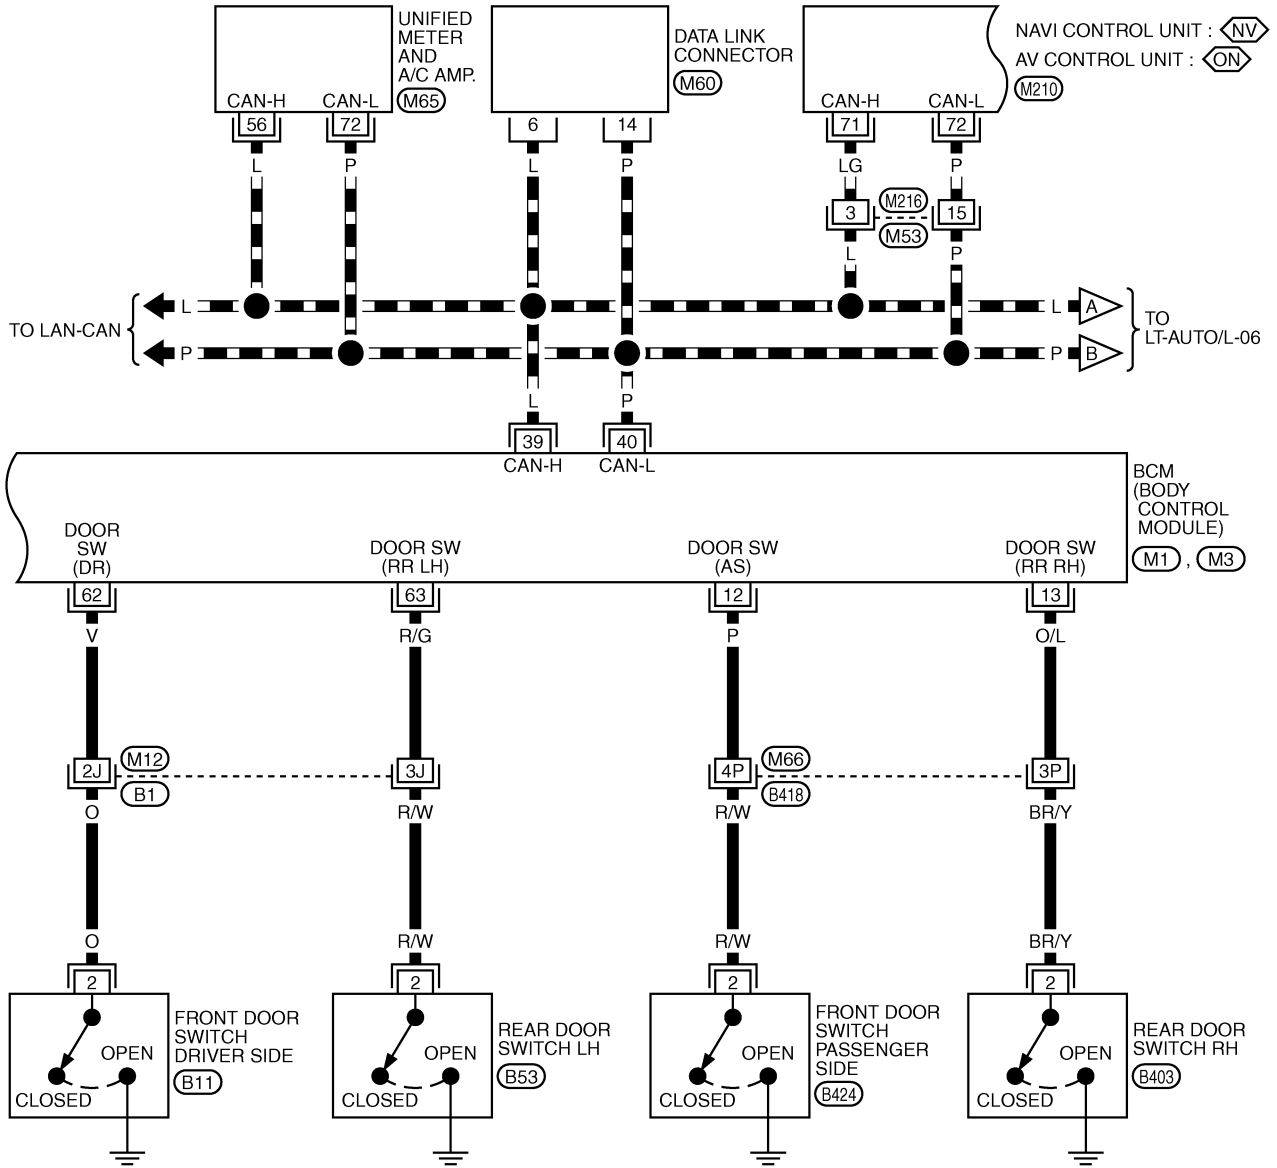 UNIFIED
METER
AND
A/C AMP.
M65
CAN-H
CAN-L
56
72
DATA LINK
CONNECTOR
M60
6
14
NAVI CONTROL UNIT : NV
AV CONTROL UNIT : ON
M210
CAN-H
CAN-L
71
72
L
P
L
P
LG
P
3
M216
M53
15
L
P
TO LAN-CAN
L
L
A
P
P
B
TO
LT-AUTO/L-06
L
P
39
40
CAN-H
CAN-L
BCM
(BODY
CONTROL
MODULE)
M1 , M3
DOOR
SW
(DR)
DOOR SW
(RR LH)
DOOR SW
(AS)
DOOR SW
(RR RH)
62
63
12
13
V
R/G
P
O/L
2J
M12
B1
3J
4P
M66
B418
3P
O
R/W
R/W
BR/Y
O
R/W
R/W
BR/Y
2
2
2
2
OPEN
CLOSED
FRONT DOOR
SWITCH
DRIVER SIDE
B11
OPEN
CLOSED
REAR DOOR
SWITCH LH
B53
OPEN
CLOSED
FRONT DOOR
SWITCH
PASSENGER
SIDE
B424
OPEN
CLOSED
REAR DOOR
SWITCH RH
B403